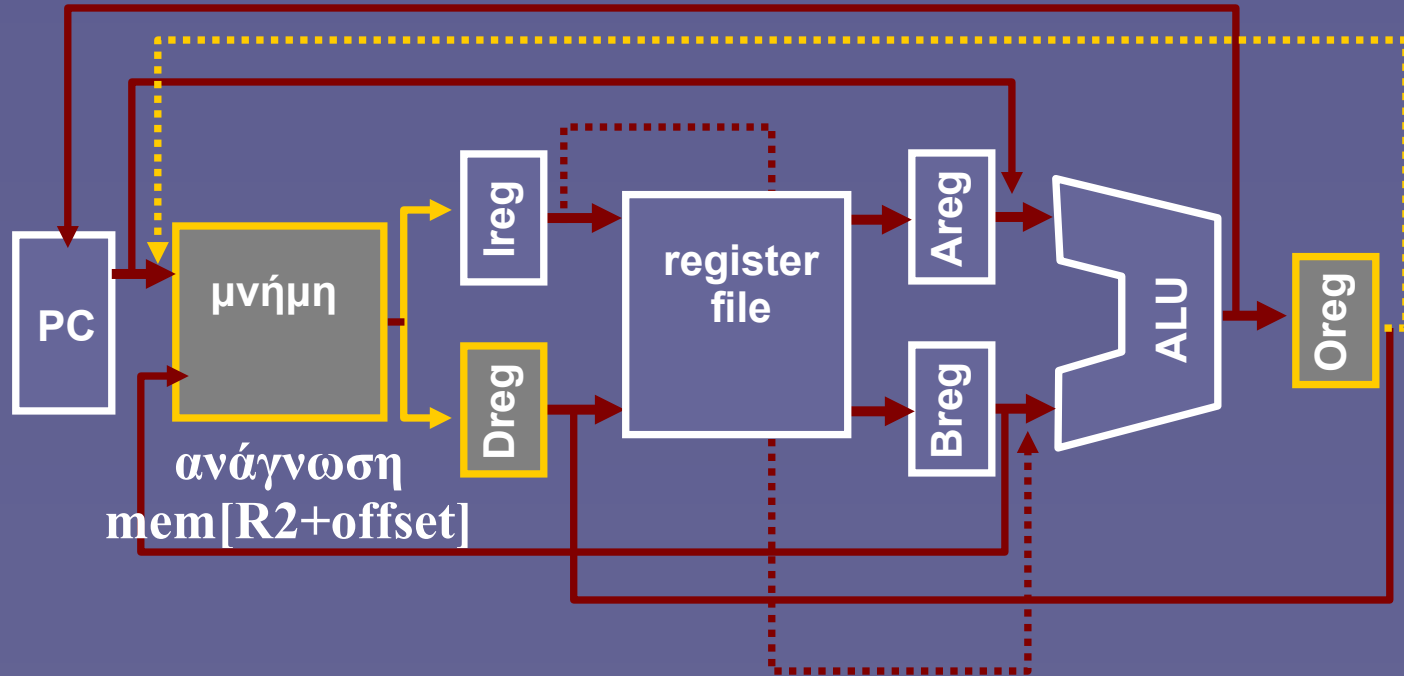 PC
μνήμη
ανάγνωση
mem[R2+offset]
Ireg
Dreg
register
file
Areg
Breg
ALU
Oreg